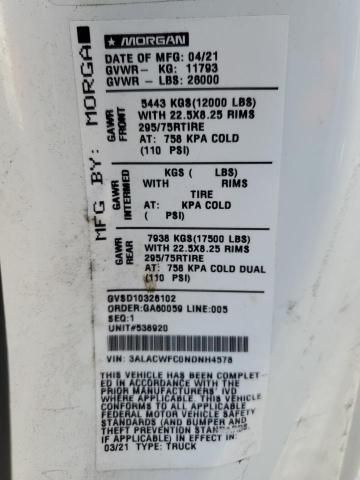 MORGAN
DATE OF MFG: 04/21
GVWR- KG: 11793
GVWR - LBS: 26000
MFG BY: MORGA
GAWR FRONT
5443 KGS(12000 LBS)
WITH 22.5X8.25 RIMS
295/75RTIRE
AT: 758 KPA COLD
(110 PSI)
GAWR INTERMED
KGS ( LBS)
WITH RIMS
TIRE
AT: KPA COLD
( PSI)
GAWR REAR
7938 KGS(17500 LBS)
WITH 22.5X8.25 RIMS
295/75RTIRE
AT: 758 KPA COLD DUAL
(110 PSI)
GVSD10326102
ORDER:GA60059 LINE:005
SEQ:1
UNIT#536920
VIN: 3ALACWFC0NDNH4578
THIS VEHICLE HAS BEEN
COMPLETED IN ACCORDANCE
WITH THE PRIOR
MANUFACTURERS' IVD
WHERE APPLICABLE. THIS
VEHICLE CONFORMS TO
ALL APPLICABLE
FEDERAL MOTOR VEHICLE SAFETY
STANDARDS (AND BUMPER AND
THEFT PREVENTION STANDARDS,
IF APPLICABLE) IN EFFECT IN:
03/21 TYPE: TRUCK